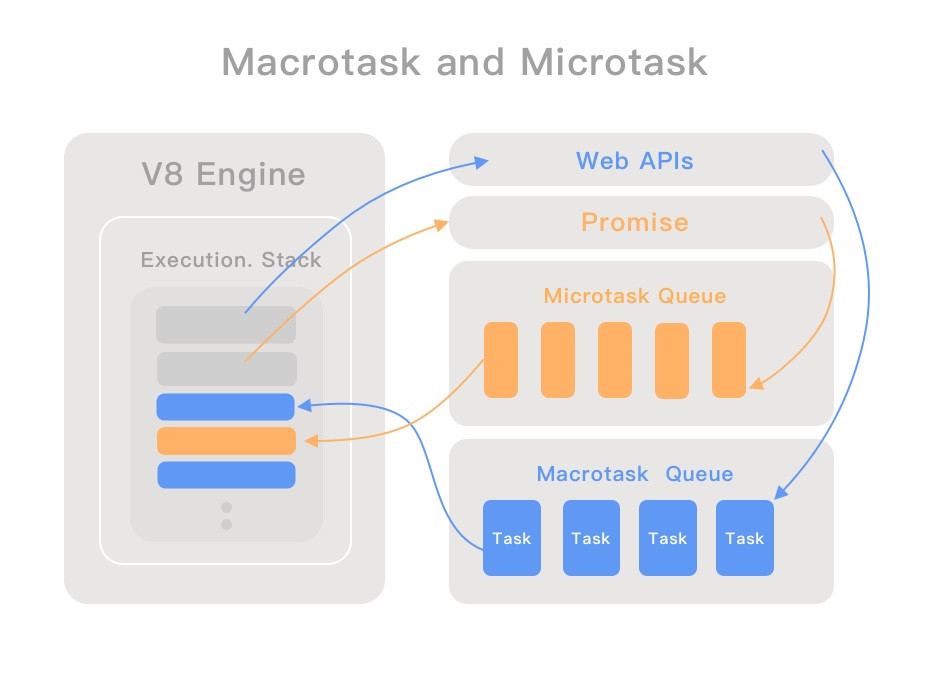 Macrotask and Microtask
V8 Engine
Execution. Stack
Web APIs
Promise
Microtask Queue
Macrotask Queue
Task Task Task Task